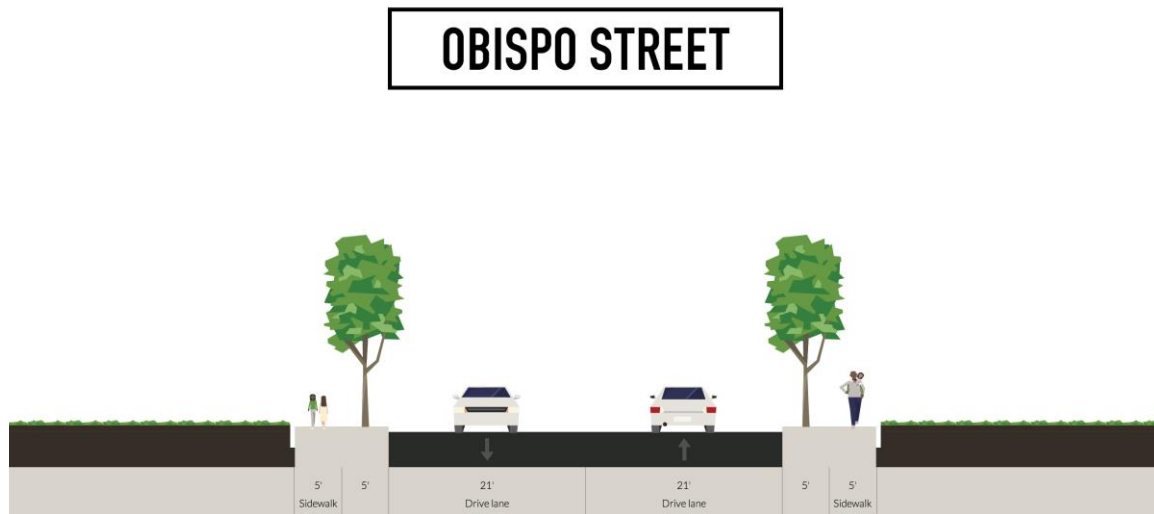 OBISPO STREET
5' 5' 21' 21' 5' 5'
Sidewalk Drive lane Drive lane Sidewalk